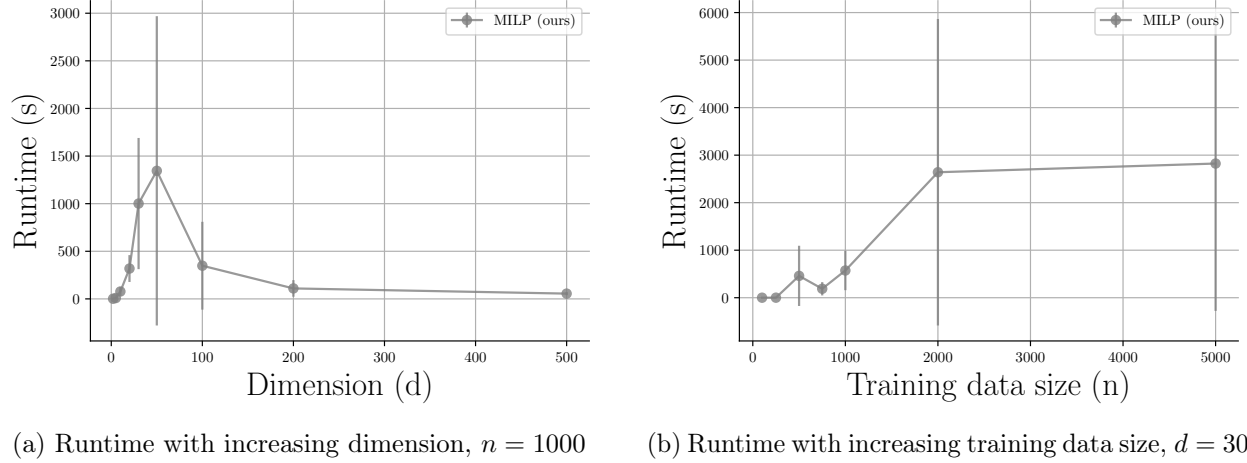 3000
2500
2000
1500
1000
500
0
Runtime (s)
MILP (ours)
0 100 200 300 400 500
Dimension (d)
6000
5000
4000
3000
2000
1000
0
Runtime (s)
MILP (ours)
0 1000 2000 3000 4000 5000
Training data size (n)
(a) Runtime with increasing dimension, n = 1000
(b) Runtime with increasing training data size, d = 30